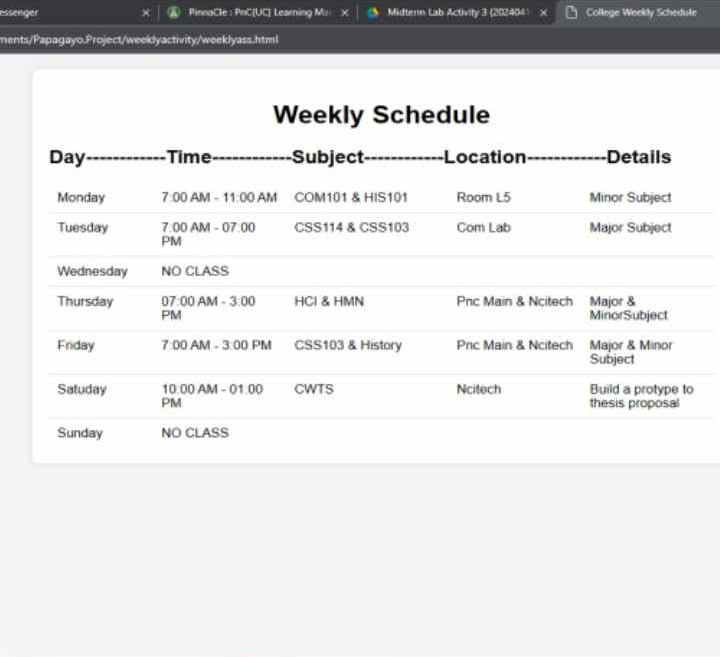 essenger
PinnaCle : PnC[UC] Learning Ma
Midterm Lab Activity 3 (202404
College Weekly Schedule
ments/Papagayo.Project/weeklyactivity/weeklyass.html
Weekly Schedule
Day------------Time------------Subject------------Location------------Details
Monday 7:00 AM - 11:00 AM COM101 & HIS101 Room L5 Minor Subject
Tuesday 7:00 AM - 07:00 PM CSS114 & CSS103 Com Lab Major Subject
Wednesday NO CLASS
Thursday 07:00 AM - 3:00 PM HCI & HMN Pnc Main & Ncitech Major & MinorSubject
Friday 7:00 AM - 3:00 PM CSS103 & History Pnc Main & Ncitech Major & Minor Subject
Satuday 10:00 AM - 01:00 PM CWTS Ncitech Build a protype to thesis proposal
Sunday NO CLASS